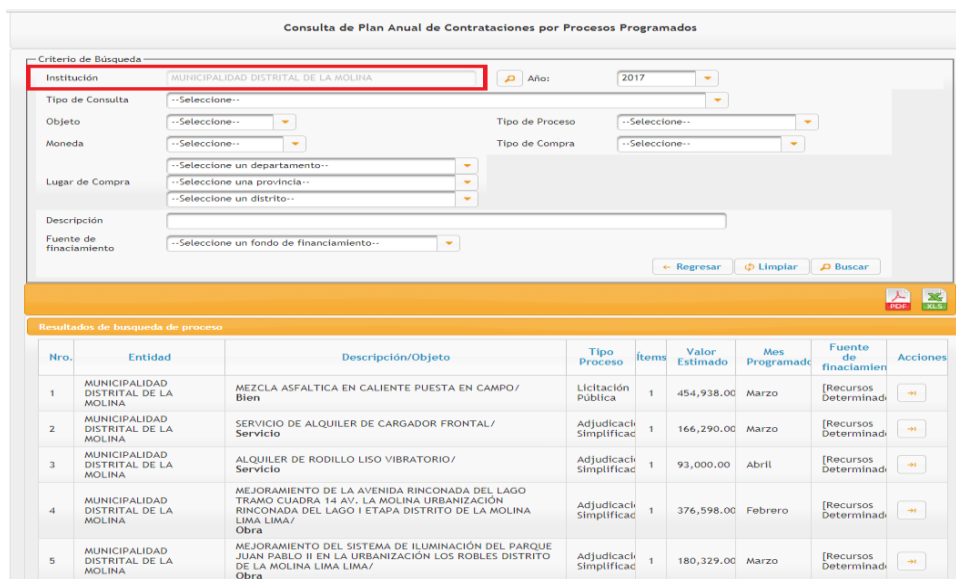 Consulta de Plan Anual de Contrataciones por Procesos Programados
Criterio de Búsqueda
Institución MUNICIPALIDAD DISTRITAL DE LA MOLINA Año: 2017
Tipo de Consulta --Seleccione--
Objeto --Seleccione-- Tipo de Proceso --Seleccione--
Moneda --Seleccione-- Tipo de Compra --Seleccione--
--Seleccione un departamento--
Lugar de Compra --Seleccione una provincia--
--Seleccione un distrito--
Descripción
Fuente de
finaciamiento --Seleccione un fondo de financiamiento--
Regresar Limpiar Buscar
PDF XLS
Resultados de busqueda de proceso
Nro. Entidad Descripción/Objeto Tipo Proceso Ítems Valor Estimado Mes Programado Fuente de finaciamien Acciones
1 MUNICIPALIDAD DISTRITAL DE LA MOLINA MEZCLA ASFALTICA EN CALIENTE PUESTA EN CAMPO/ Bien Licitación Pública 1 454,938.00 Marzo [Recursos Determinad
2 MUNICIPALIDAD DISTRITAL DE LA MOLINA SERVICIO DE ALQUILER DE CARGADOR FRONTAL/ Servicio Adjudicaci Simplificad 1 166,290.00 Marzo [Recursos Determinad
3 MUNICIPALIDAD DISTRITAL DE LA MOLINA ALQUILER DE RODILLO LISO VIBRATORIO/ Servicio Adjudicaci Simplificad 1 93,000.00 Abril [Recursos Determinad
4 MUNICIPALIDAD DISTRITAL DE LA MOLINA MEJORAMIENTO DE LA AVENIDA RINCONADA DEL LAGO TRAMO CUADRA 14 AV. LA MOLINA URBANIZACIÓN RINCONADA DEL LAGO I ETAPA DISTRITO DE LA MOLINA LIMA LIMA/ Obra Adjudicaci Simplificad 1 376,598.00 Febrero [Recursos Determinad
5 MUNICIPALIDAD DISTRITAL DE LA MOLINA MEJORAMIENTO DEL SISTEMA DE ILUMINACIÓN DEL PARQUE JUAN PABLO II EN LA URBANIZACIÓN LOS ROBLES DISTRITO DE LA MOLINA LIMA LIMA/ Obra Adjudicaci Simplificad 1 180,329.00 Marzo [Recursos Determinad